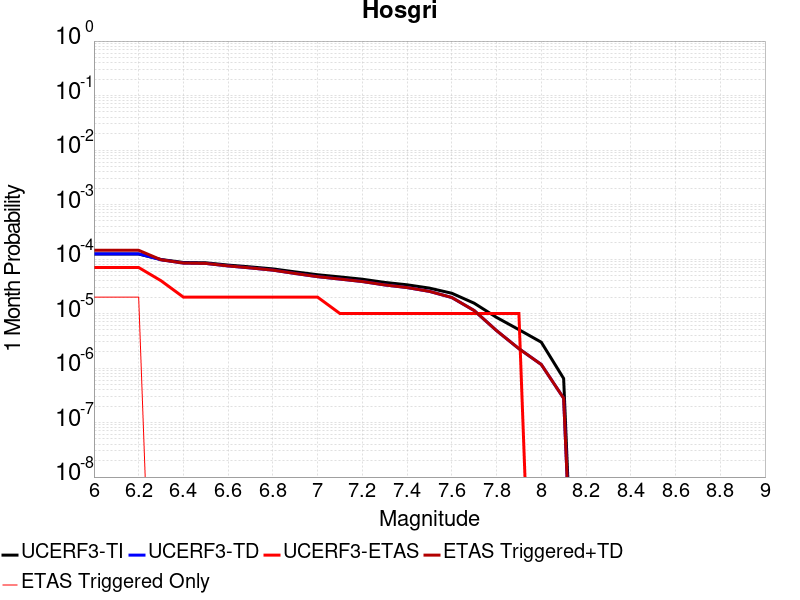 Hosgri
10^0
10^-1
10^-2
10^-3
10^-4
10^-5
10^-6
10^-7
10^-8
1 Month Probability
6 6.2 6.4 6.6 6.8 7 7.2 7.4 7.6 7.8 8 8.2 8.4 8.6 8.8 9
Magnitude
UCERF3-TI UCERF3-TD UCERF3-ETAS ETAS Triggered+TD
ETAS Triggered Only